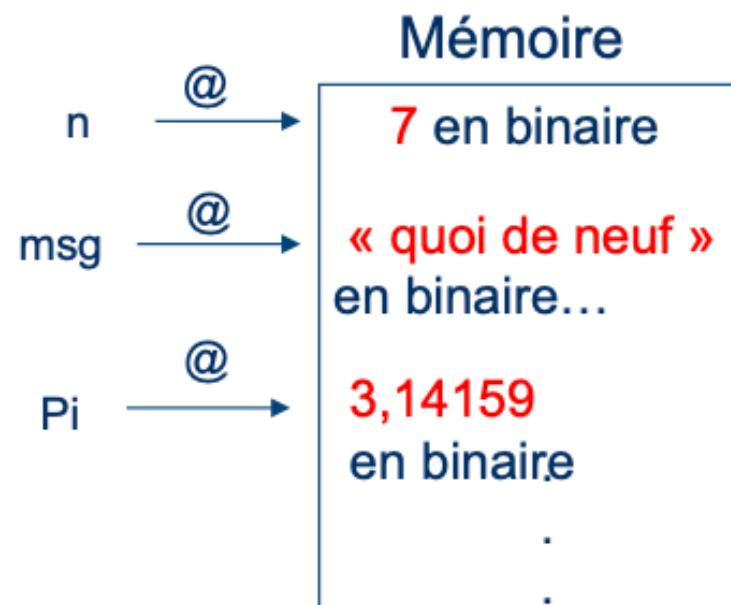 Mémoire
n @ 7 en binaire
msg @ « quoi de neuf »
en binaire…
Pi @ 3,14159
en binaire
.
.
.